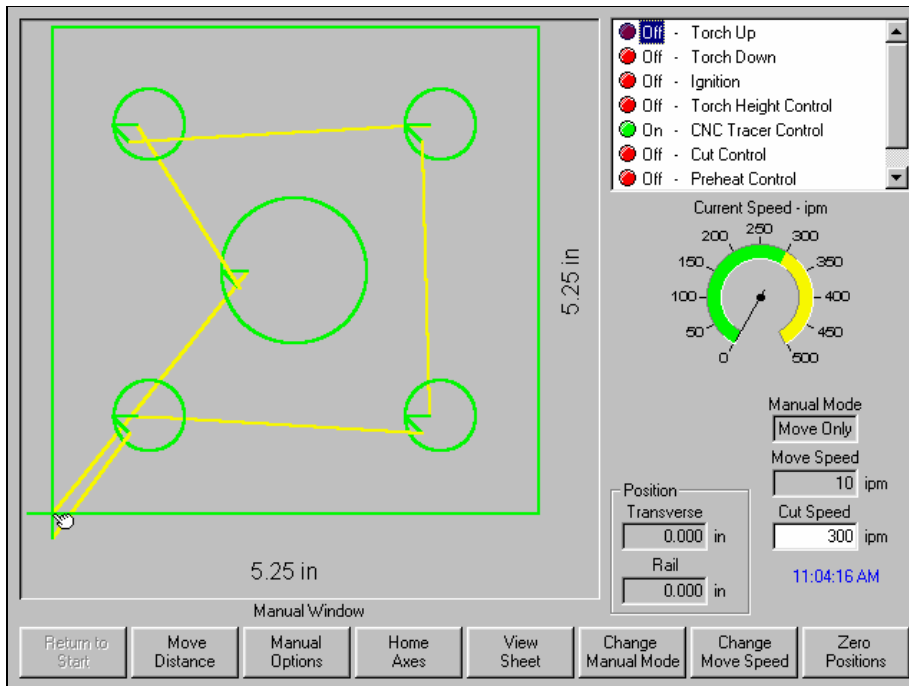 Off - Torch Up
Off - Torch Down
Off - Ignition
Off - Torch Height Control
On - CNC Tracer Control
Off - Cut Control
Off - Preheat Control
Current Speed - ipm
0
50
100
150
200
250
300
350
400
450
500
5.25 in
5.25 in
Manual Mode
Move Only
Move Speed
10 ipm
Cut Speed
300 ipm
11:04:16 AM
Position
Transverse
0.000 in
Rail
0.000 in
Manual Window
Return to
Start
Move
Distance
Manual
Options
Home
Axes
View
Sheet
Change
Manual Mode
Change
Move Speed
Zero
Positions